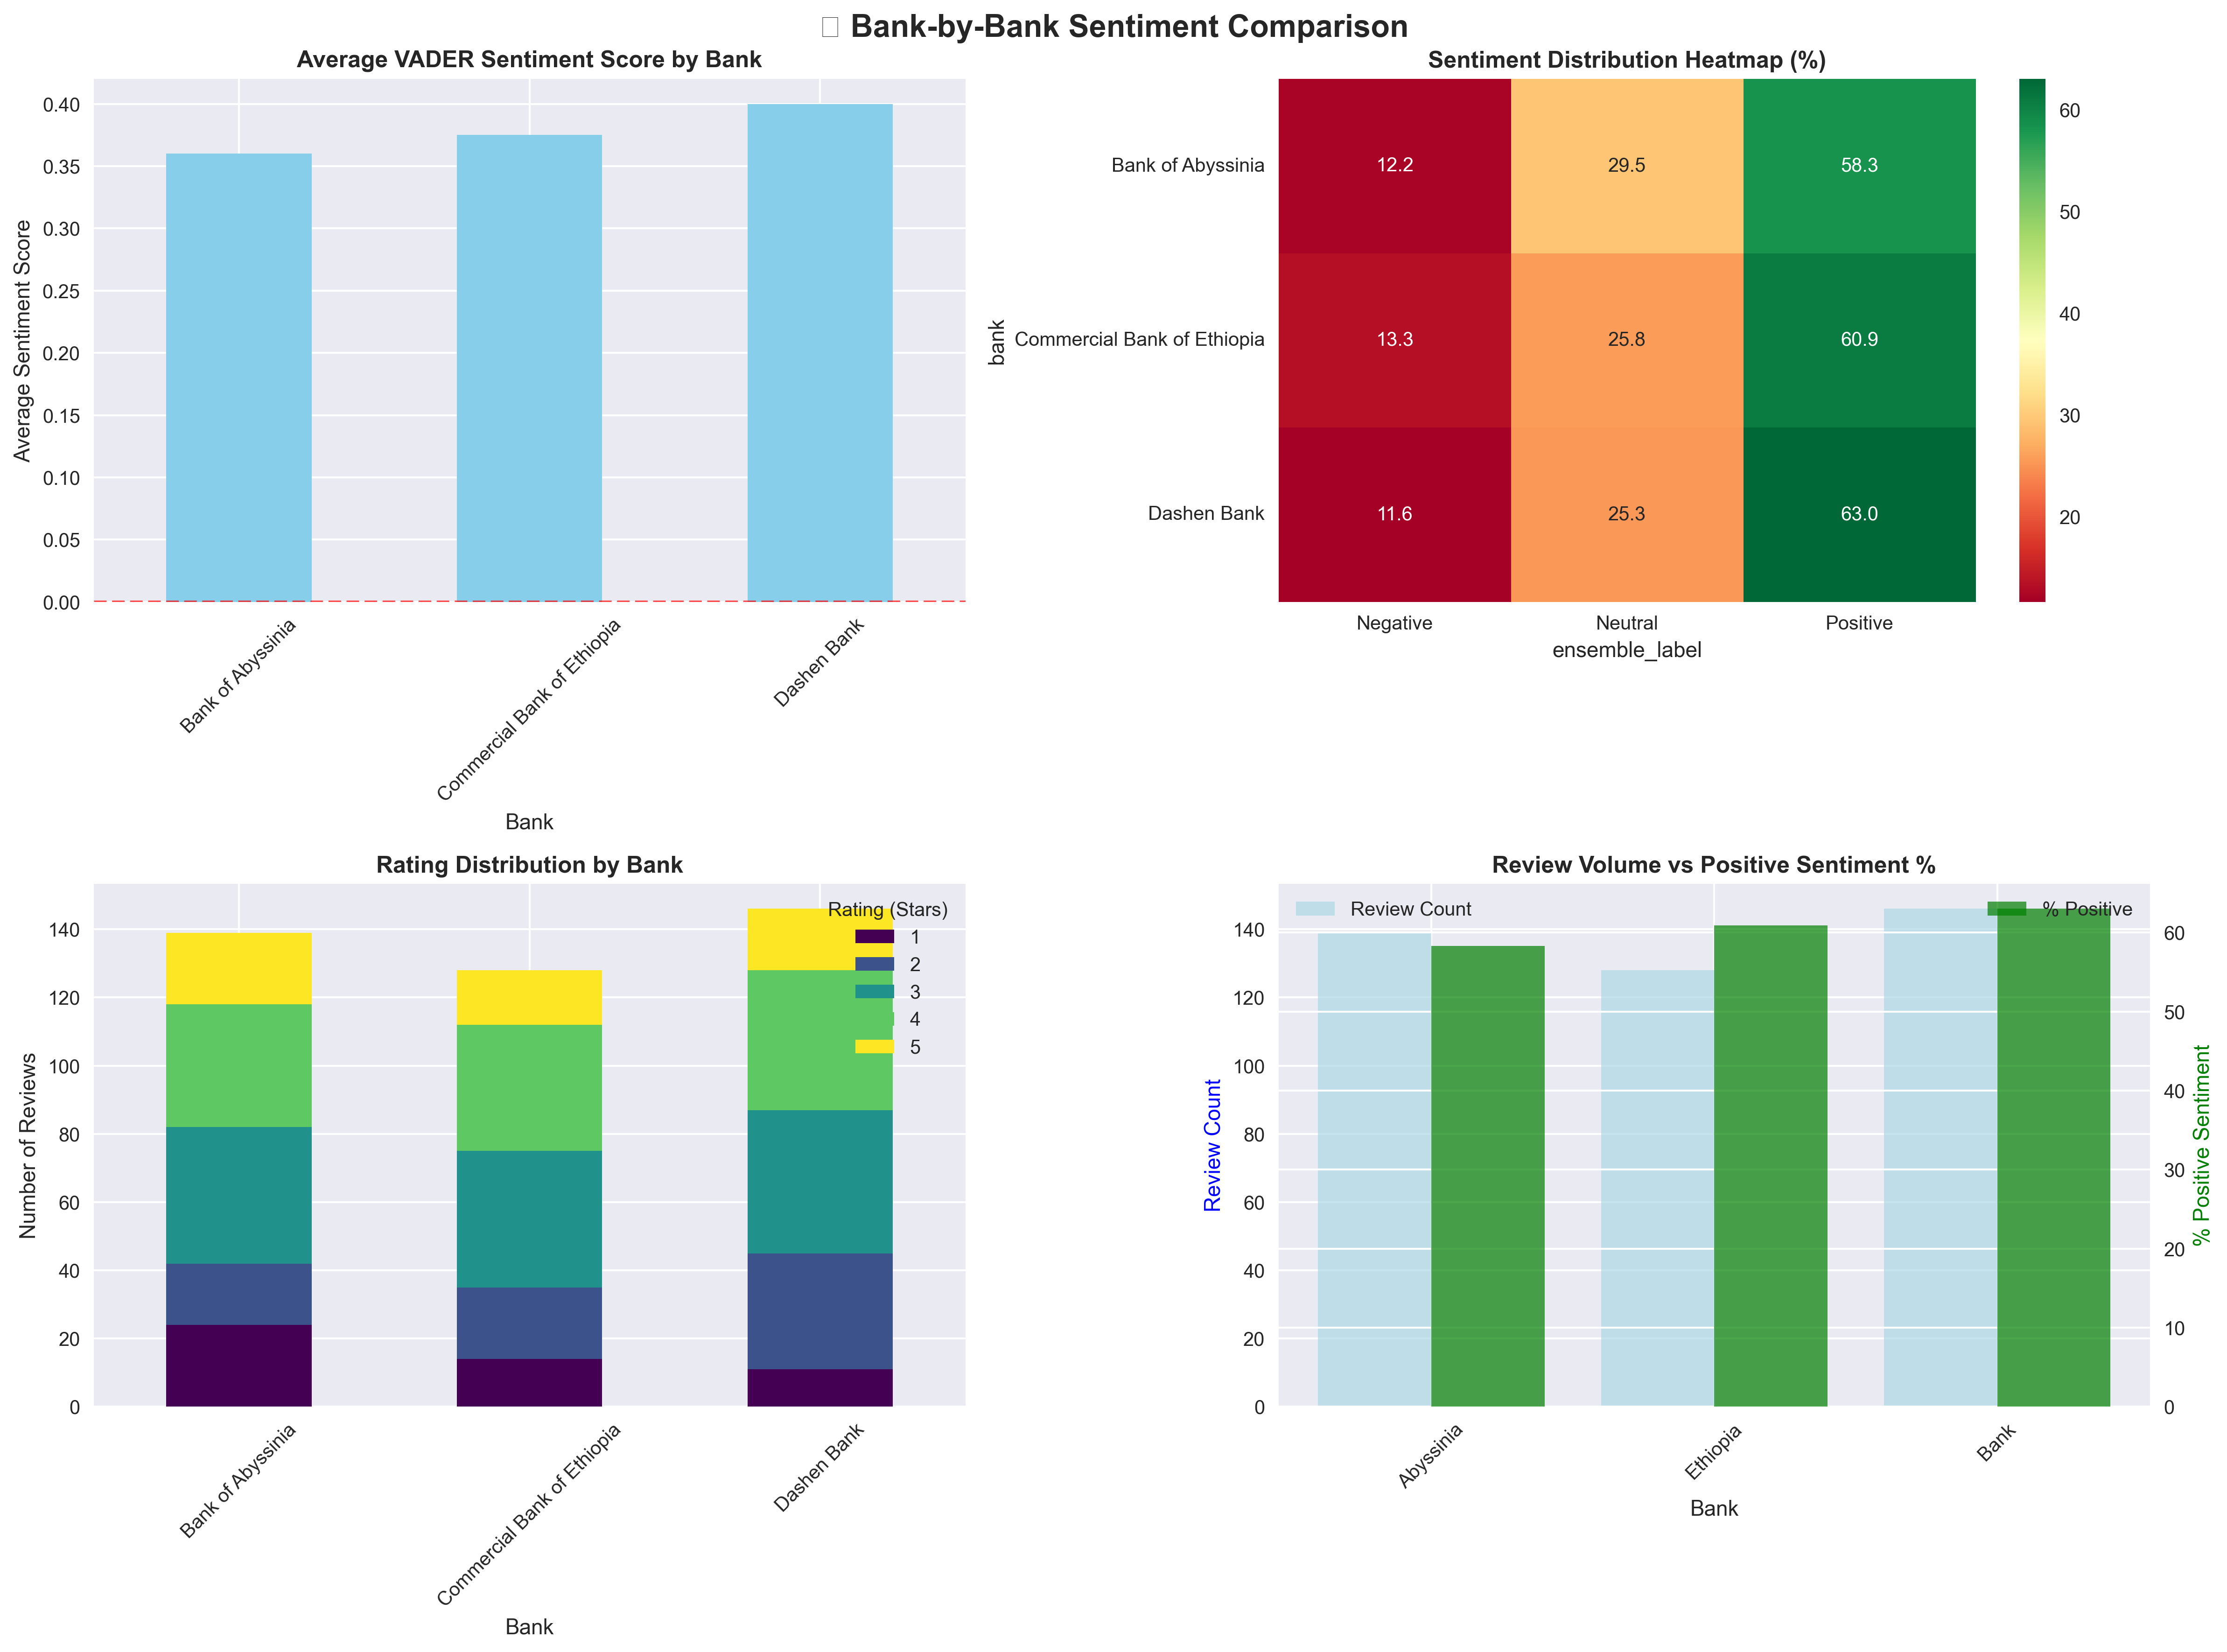 Bank-by-Bank Sentiment Comparison
Average VADER Sentiment Score by Bank
Average Sentiment Score
0.40
0.35
0.30
0.25
0.20
0.15
0.10
0.05
0.00
Bank of Abyssinia
Commercial Bank of Ethiopia
Dashen Bank
Bank
Sentiment Distribution Heatmap (%)
bank
Bank of Abyssinia
12.2
29.5
58.3
Commercial Bank of Ethiopia
13.3
25.8
60.9
Dashen Bank
11.6
25.3
63.0
Negative
Neutral
Positive
ensemble_label
60
50
40
30
20
Rating Distribution by Bank
Number of Reviews
140
120
100
80
60
40
20
0
Rating (Stars)
1
2
3
4
5
Bank of Abyssinia
Commercial Bank of Ethiopia
Dashen Bank
Bank
Review Volume vs Positive Sentiment %
Review Count
% Positive
Review Count
140
120
100
80
60
40
20
0
60
50
40
30
20
10
0
% Positive Sentiment
Abyssinia
Ethiopia
Bank
Bank